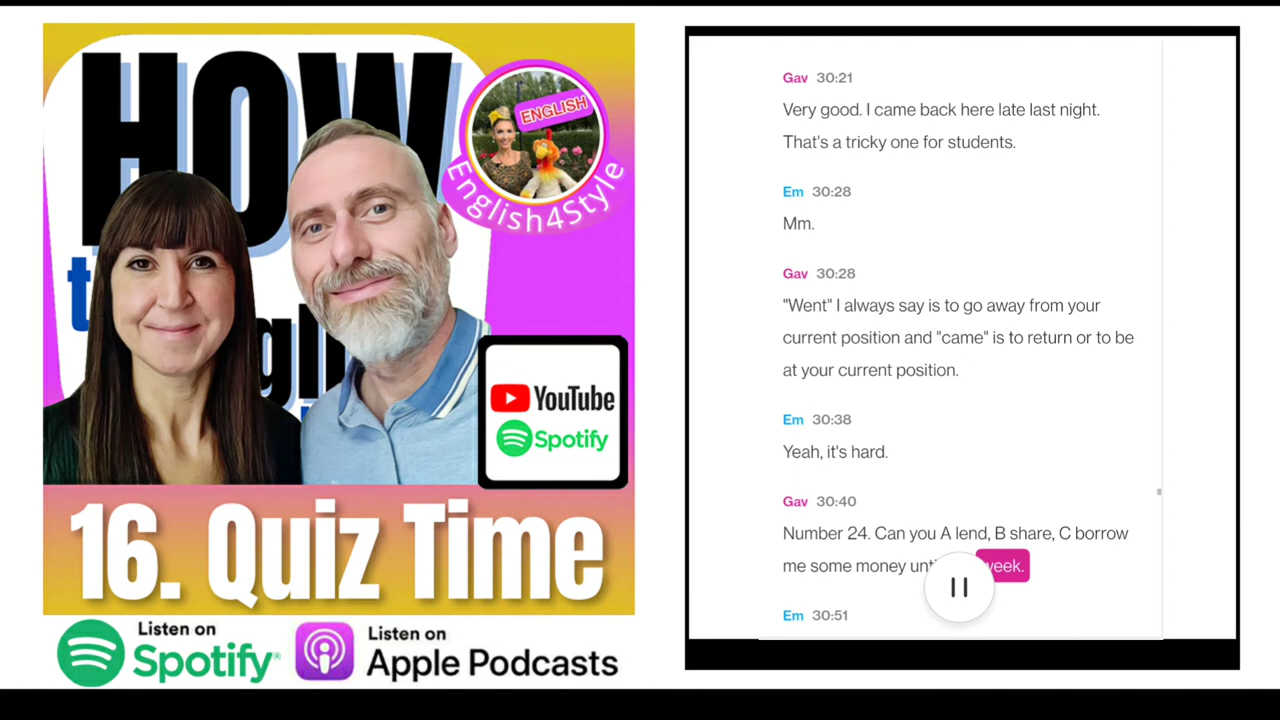 HOW
ENGLISH
English4Style
YouTube
Spotify
16. Quiz Time
Listen on
Spotify
Listen on
Apple Podcasts
Gav 30:21
Very good. I came back here late last night.
That's a tricky one for students.
Em 30:28
Mm.
Gav 30:28
"Went" I always say is to go away from your
current position and "came" is to return or to be
at your current position.
Em 30:38
Yeah, it's hard.
Gav 30:40
Number 24. Can you A lend, B share, C borrow
me some money week.
Em 30:51